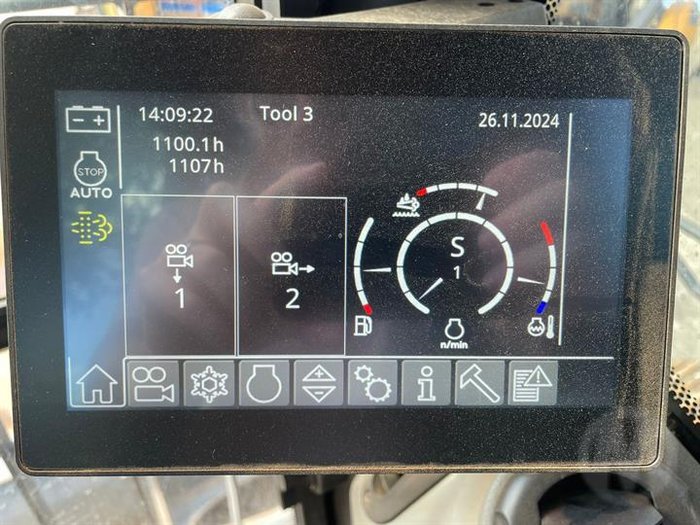 14:09:22 Tool 3 26.11.2024
1100.1h
1107h
STOP
AUTO
S
1
1
2
n/min